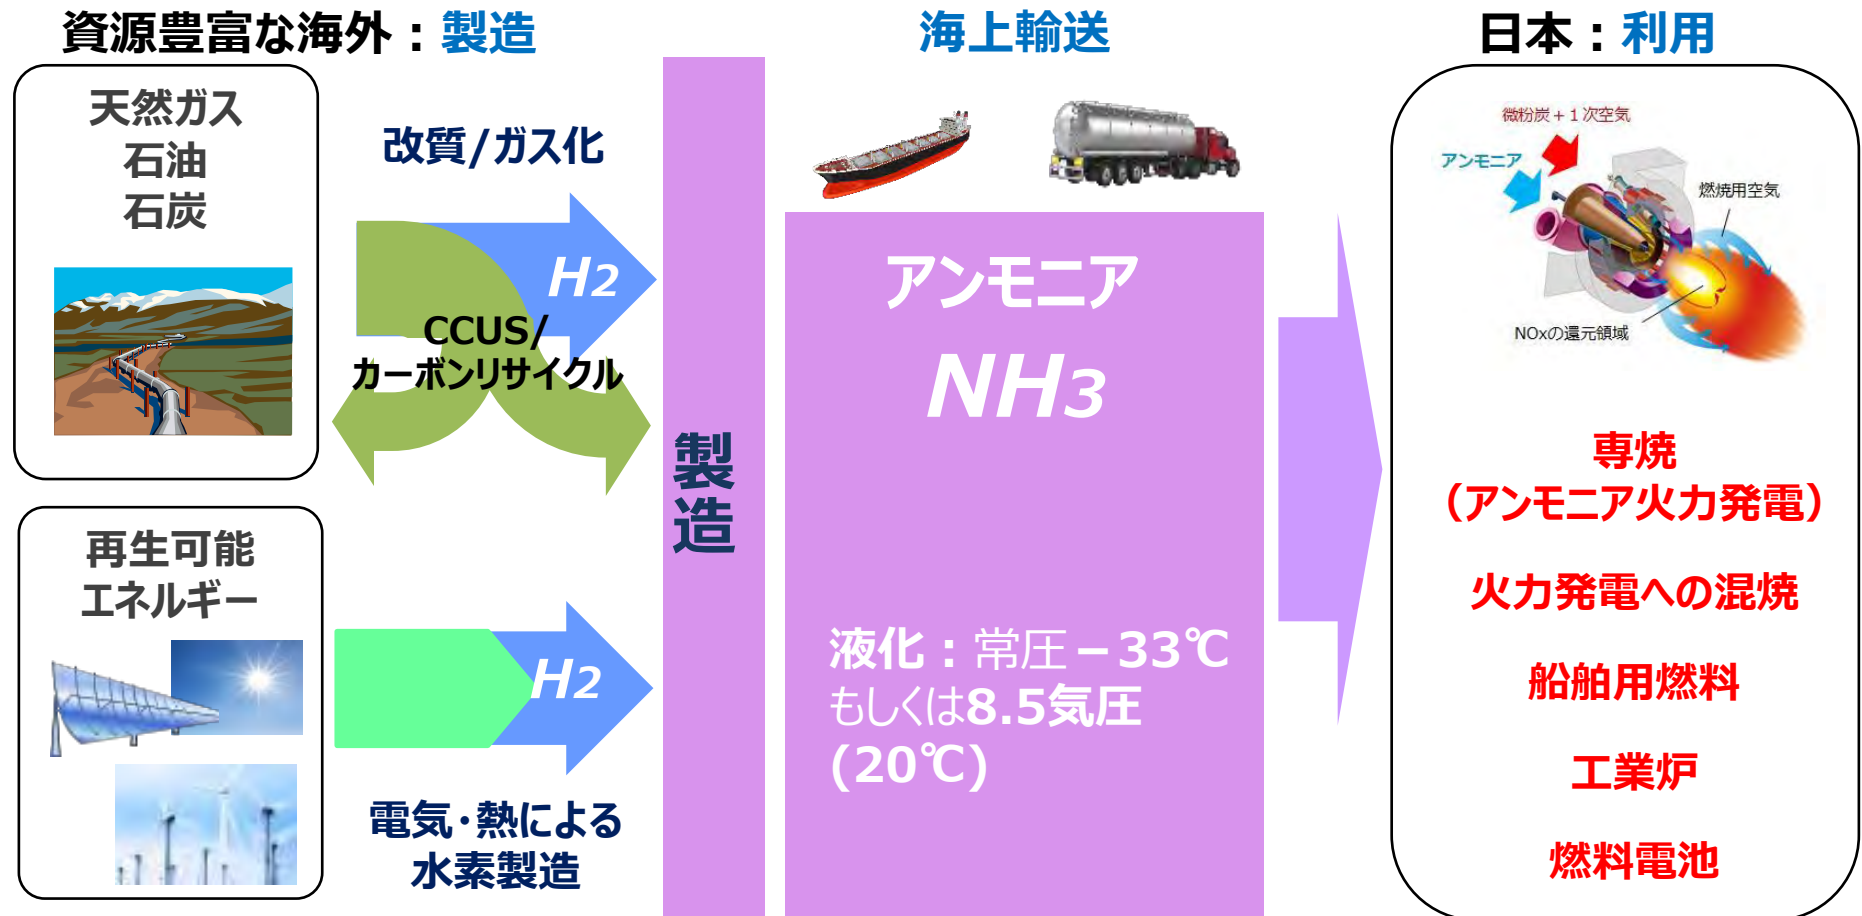 資源豊富な海外：製造
天然ガス
石油
石炭
改質/ガス化
H2
CCUS/
カーボンリサイクル
再生可能
エネルギー
H2
電気・熱による
水素製造
製造
海上輸送
アンモニア
NH3
液化：常圧－33℃
もしくは8.5気圧
(20℃)
日本：利用
微粉炭＋１次空気
アンモニア
燃焼用空気
NOxの還元領域
専焼
（アンモニア火力発電）
火力発電への混焼
船舶用燃料
工業炉
燃料電池